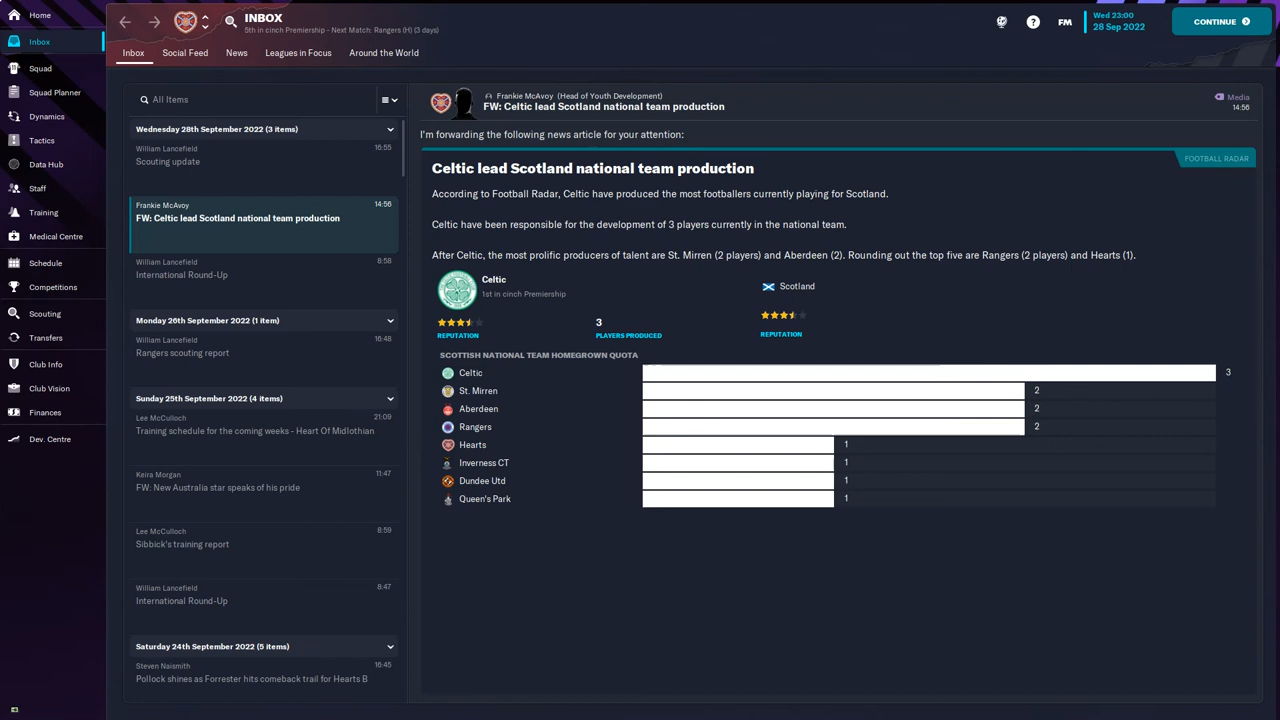 Home
Inbox
Squad
Squad Planner
Dynamics
Tactics
Data Hub
Staff
Training
Medical Centre
Schedule
Competitions
Scouting
Transfers
Club Info
Club Vision
Finances
Dev. Centre
INBOX
5th in cinch Premiership - Next Match: Rangers (H) (3 days)
FM
Wed 23:00
28 Sep 2022
CONTINUE
Inbox
Social Feed
News
Leagues in Focus
Around the World
All Items
Wednesday 28th September 2022 (3 items)
William Lancefield 16:55
Scouting update
Frankie McAvoy 14:56
FW: Celtic lead Scotland national team production
William Lancefield 8:58
International Round-Up
Monday 26th September 2022 (1 item)
William Lancefield 16:48
Rangers scouting report
Sunday 25th September 2022 (4 items)
Lee McCulloch 21:09
Training schedule for the coming weeks - Heart Of Midlothian
Keira Morgan 11:47
FW: New Australia star speaks of his pride
Lee McCulloch 8:59
Sibbick's training report
William Lancefield 8:47
International Round-Up
Saturday 24th September 2022 (5 items)
Steven Naismith 16:45
Pollock shines as Forrester hits comeback trail for Hearts B
Frankie McAvoy (Head of Youth Development)
FW: Celtic lead Scotland national team production
Media
14:56
I'm forwarding the following news article for your attention:
Celtic lead Scotland national team production
FOOTBALL RADAR
According to Football Radar, Celtic have produced the most footballers currently playing for Scotland.
Celtic have been responsible for the development of 3 players currently in the national team.
After Celtic, the most prolific producers of talent are St. Mirren (2 players) and Aberdeen (2). Rounding out the top five are Rangers (2 players) and Hearts (1).
Celtic
1st in cinch Premiership
Scotland
3
REPUTATION
PLAYERS PRODUCED
REPUTATION
SCOTTISH NATIONAL TEAM HOMEGROWN QUOTA
Celtic 3
St. Mirren 2
Aberdeen 2
Rangers 2
Hearts 1
Inverness CT 1
Dundee Utd 1
Queen's Park 1